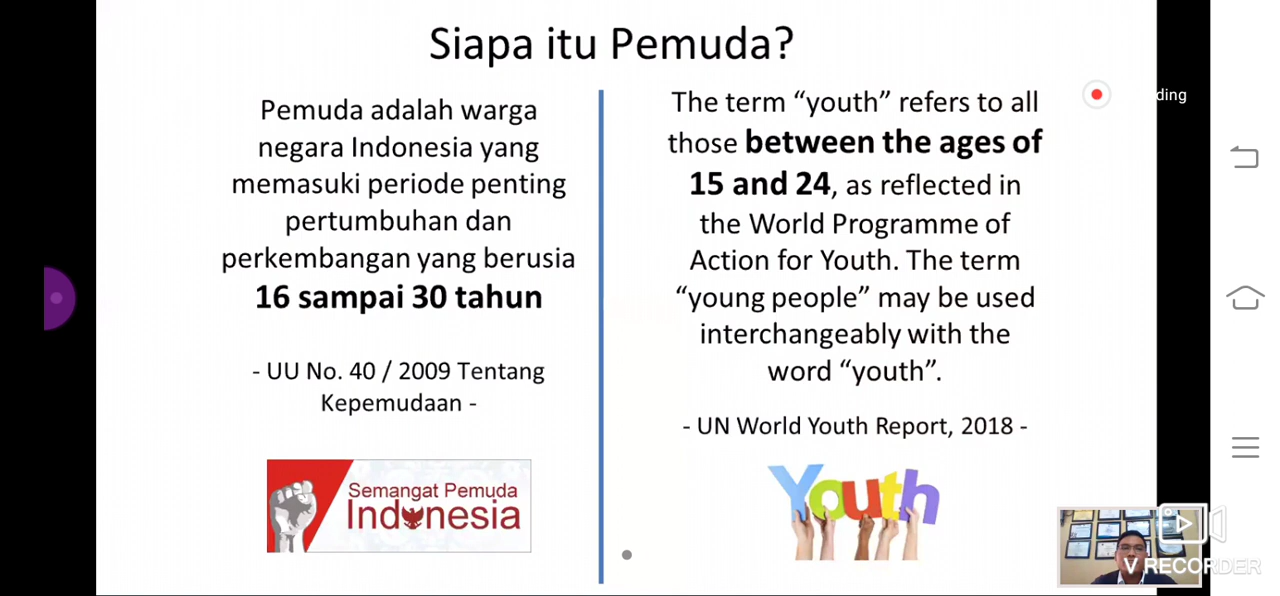 Siapa itu Pemuda?
Pemuda adalah warga
negara Indonesia yang
memasuki periode penting
pertumbuhan dan
perkembangan yang berusia
16 sampai 30 tahun
- UU No. 40 / 2009 Tentang
Kepemudaan -
Semangat Pemuda
Indonesia
The term “youth” refers to all
those between the ages of
15 and 24, as reflected in
the World Programme of
Action for Youth. The term
“young people” may be used
interchangeably with the
word “youth”.
- UN World Youth Report, 2018 -
Youth
ding
V RECORDER